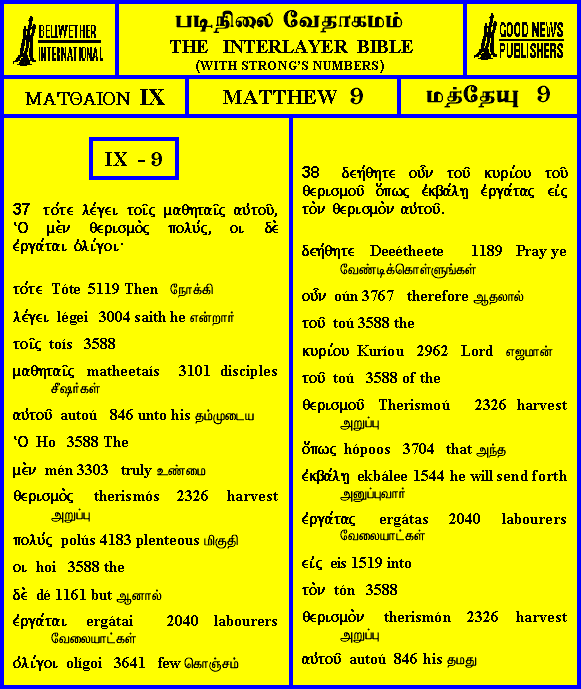 BELLWETHER
INTERNATIONAL
படிநிலை வேதாகமம்
THE INTERLAYER BIBLE
(WITH STRONG'S NUMBERS)
GOOD NEWS
PUBLISHERS
ΜΑΤΘΑΙΟΝ IX
MATTHEW 9
மத்தேயு 9
IX - 9
37 τότε λέγει τοῖς μαθηταῖς αὐτοῦ,
Ὁ μὲν θερισμὸς πολύς, οι δὲ
ἐργάται ὀλίγοι·
τότε Tóte 5119 Then நோக்கி
λέγει légei 3004 saith he என்றார்
τοῖς toís 3588
μαθηταῖς matheetaís 3101 disciples
சீஷர்கள்
αὐτοῦ autoú 846 unto his தம்முடைய
Ὁ Ho 3588 The
μὲν mén 3303 truly உண்மை
θερισμὸς therismós 2326 harvest
அறுப்பு
πολύς polús 4183 plenteous மிகுதி
οι hoi 3588 the
δὲ dé 1161 but ஆனால்
ἐργάται ergátai 2040 labourers
வேலையாட்கள்
ὀλίγοι olígoi 3641 few கொஞ்சம்
38 δεήθητε οὖν τοῦ κυρίου τοῦ
θερισμοῦ ὅπως ἐκβάλῃ ἐργάτας εἰς
τὸν θερισμὸν αὐτοῦ.
δεήθητε Deeétheete 1189 Pray ye
வேண்டிக்கொள்ளுங்கள்
οὖν oún 3767 therefore ஆதலால்
τοῦ toú 3588 the
κυρίου Kuríou 2962 Lord எஜமான்
τοῦ toú 3588 of the
θερισμοῦ Therismoú 2326 harvest
அறுப்பு
ὅπως hópoos 3704 that அந்த
ἐκβάλῃ ekbálee 1544 he will send forth
அனுப்புவார்
ἐργάτας ergátas 2040 labourers
வேலையாட்கள்
εἰς eis 1519 into
τὸν tón 3588
θερισμὸν therismón 2326 harvest
அறுப்பு
αὐτοῦ autoú 846 his தமது